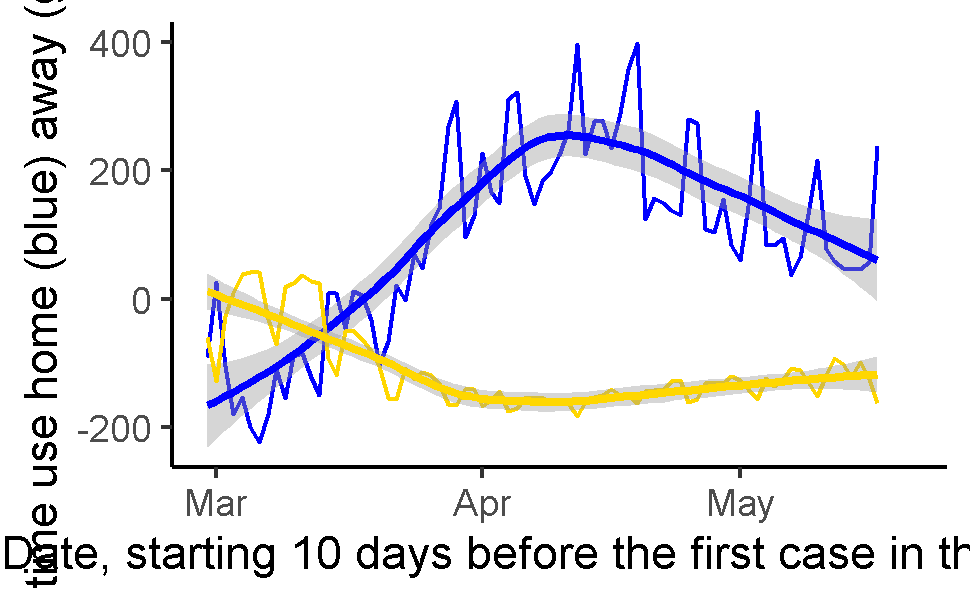 time use home (blue) away (
400
200
0
-200
Mar Apr May
Date, starting 10 days before the first case in th